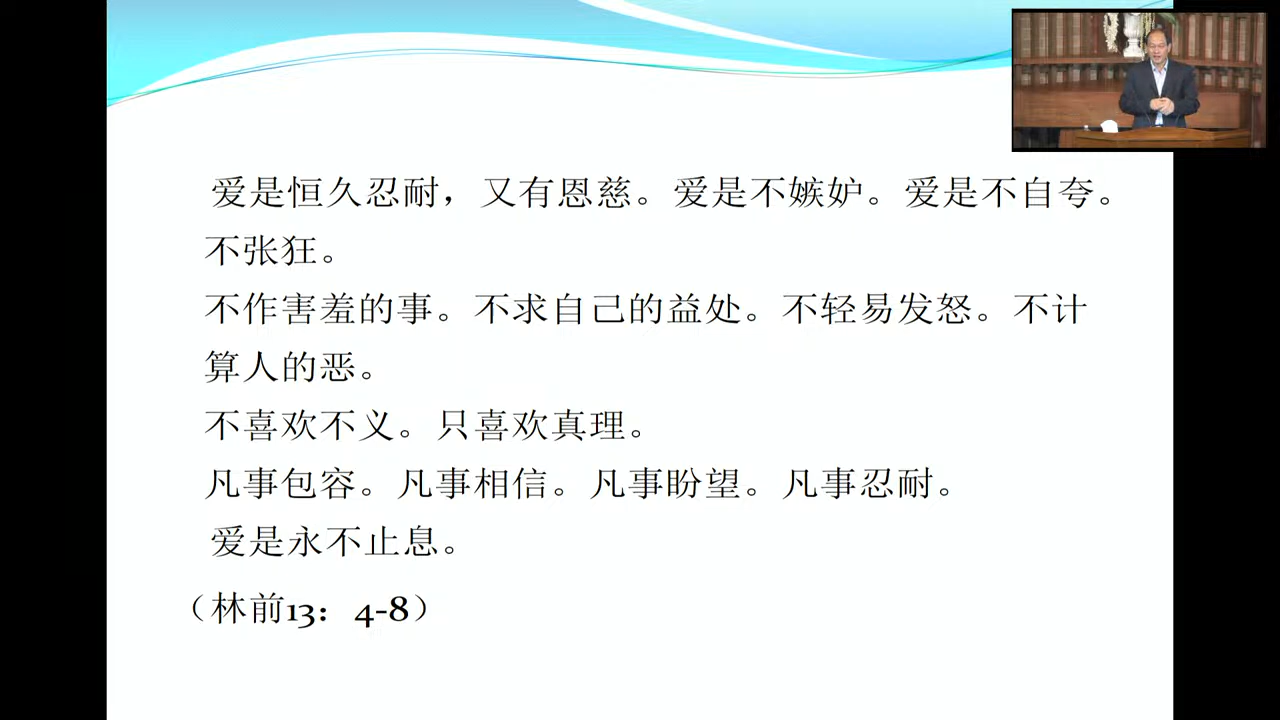 爱是恒久忍耐，又有恩慈。爱是不嫉妒。爱是不自夸。
不张狂。
不作害羞的事。不求自己的益处。不轻易发怒。不计
算人的恶。
不喜欢不义。只喜欢真理。
凡事包容。凡事相信。凡事盼望。凡事忍耐。
爱是永不止息。
（林前13：4-8）